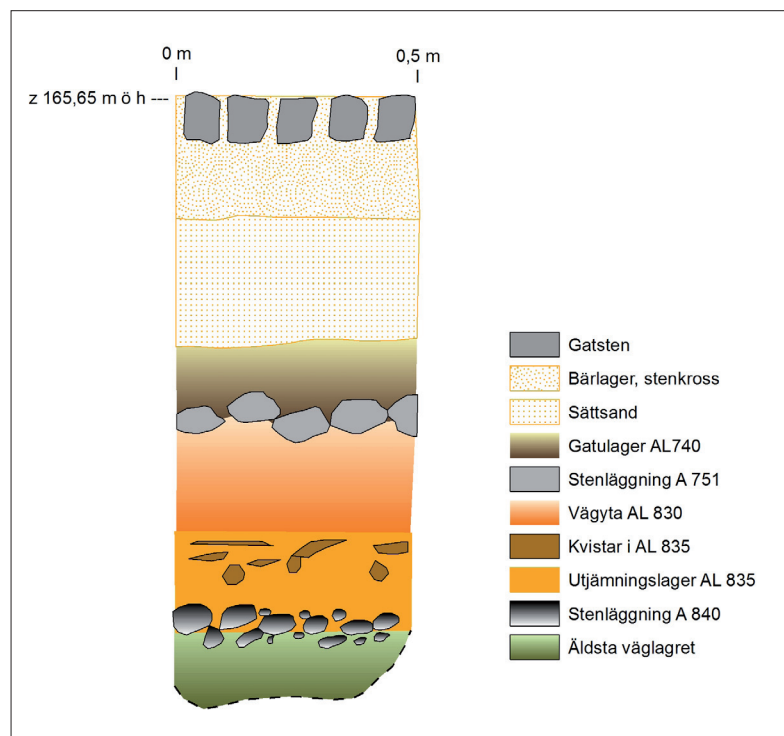 0 m
0,5 m
z 165,65 m ö h ---
Gatsten
Bärlager, stenkross
Sättsand
Gatulager AL740
Stenläggning A 751
Vägyta AL 830
Kvistar i AL 835
Utjämningslager AL 835
Stenläggning A 840
Äldsta väglagret